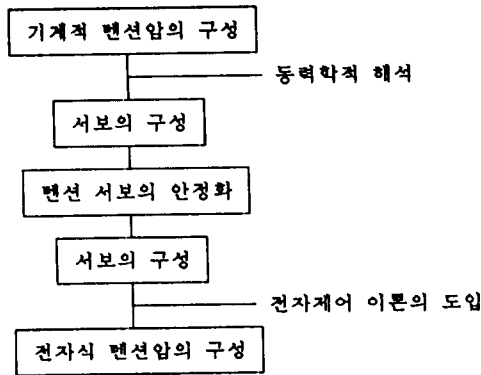 기계적 텐션암의 구성
동력학적 해석
서보의 구성
텐션 서보의 안정화
서보의 구성
전자제어 이론의 도입
전자식 텐션암의 구성